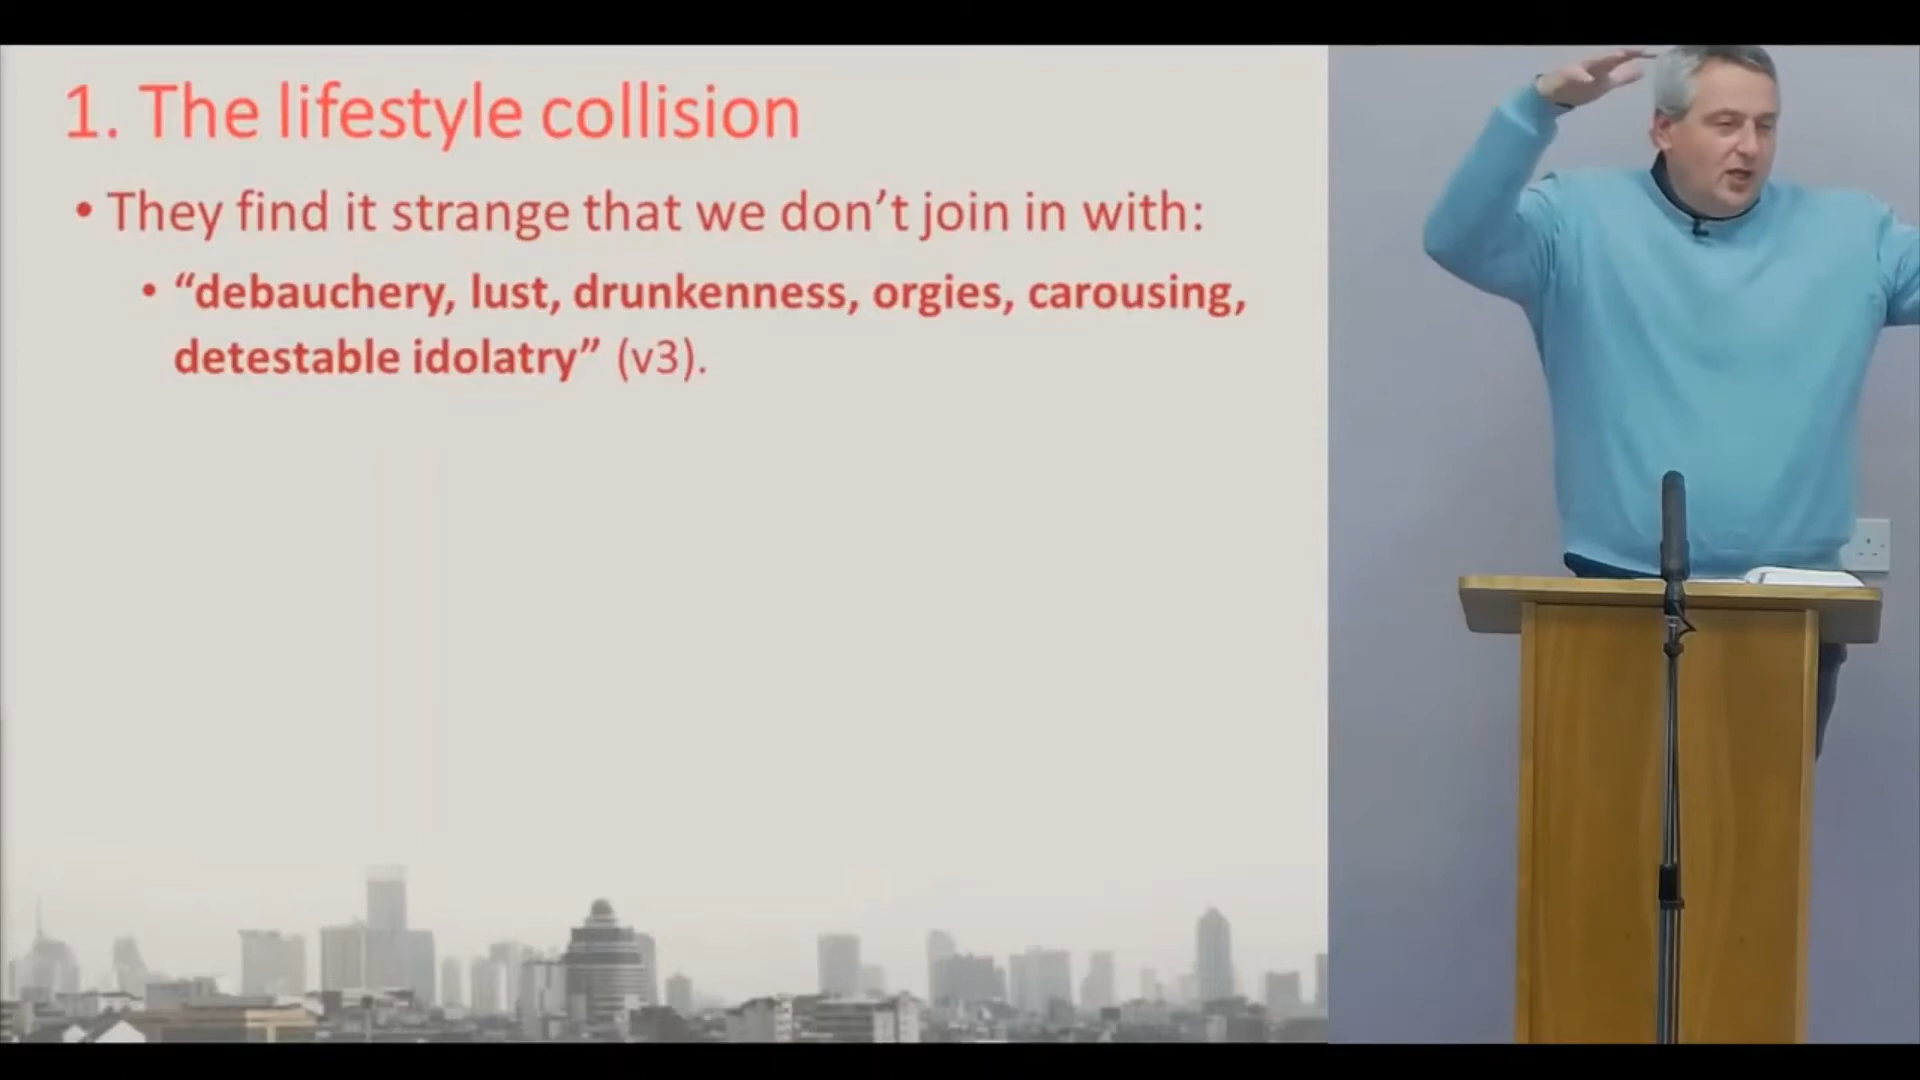 1. The lifestyle collision
• They find it strange that we don’t join in with:
• “debauchery, lust, drunkenness, orgies, carousing,
detestable idolatry” (v3).